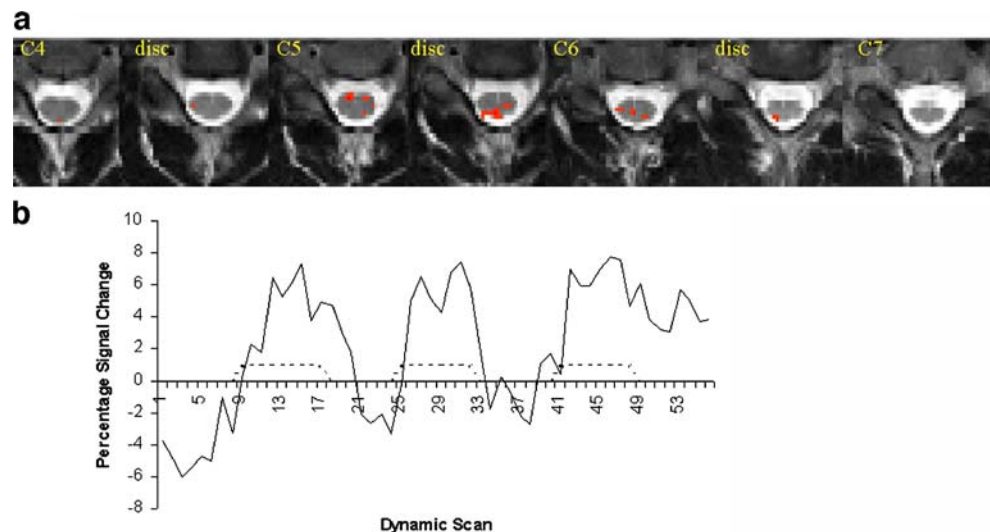 a
C4 disc C5 disc C6 disc C7
b
Percentage Signal Change
10
8
6
4
2
0
-2
-4
-6
-8
1 5 9 13 17 21 25 29 33 37 41 45 49 53
Dynamic Scan